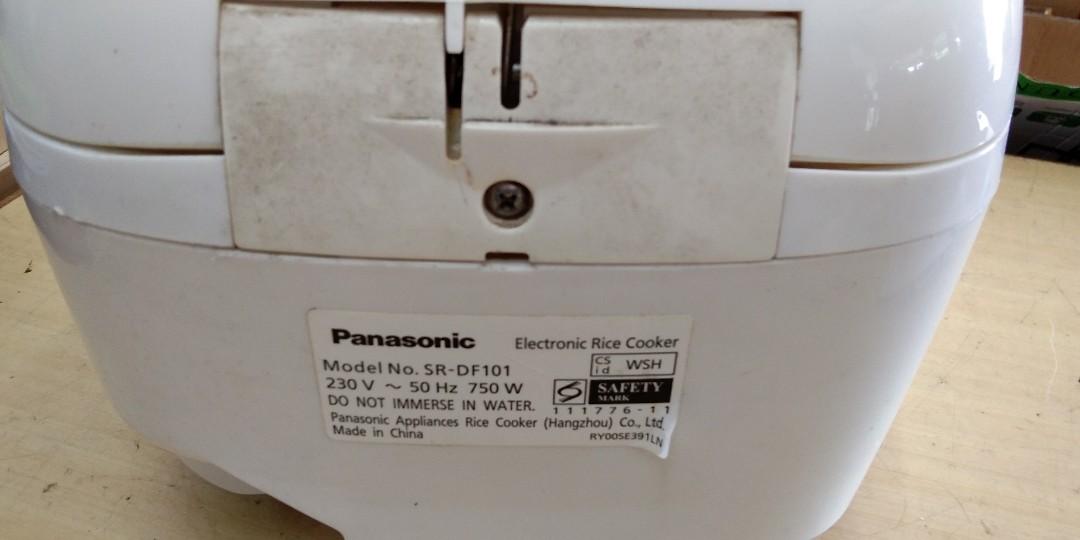 Panasonic Electronic Rice Cooker
Model No. SR-DF101
CS id WSH
230 V ~ 50 Hz 750 W
SAFETY MARK
DO NOT IMMERSE IN WATER. 111776-11
Panasonic Appliances Rice Cooker (Hangzhou) Co., Ltd.
Made in China RY00SE391LN